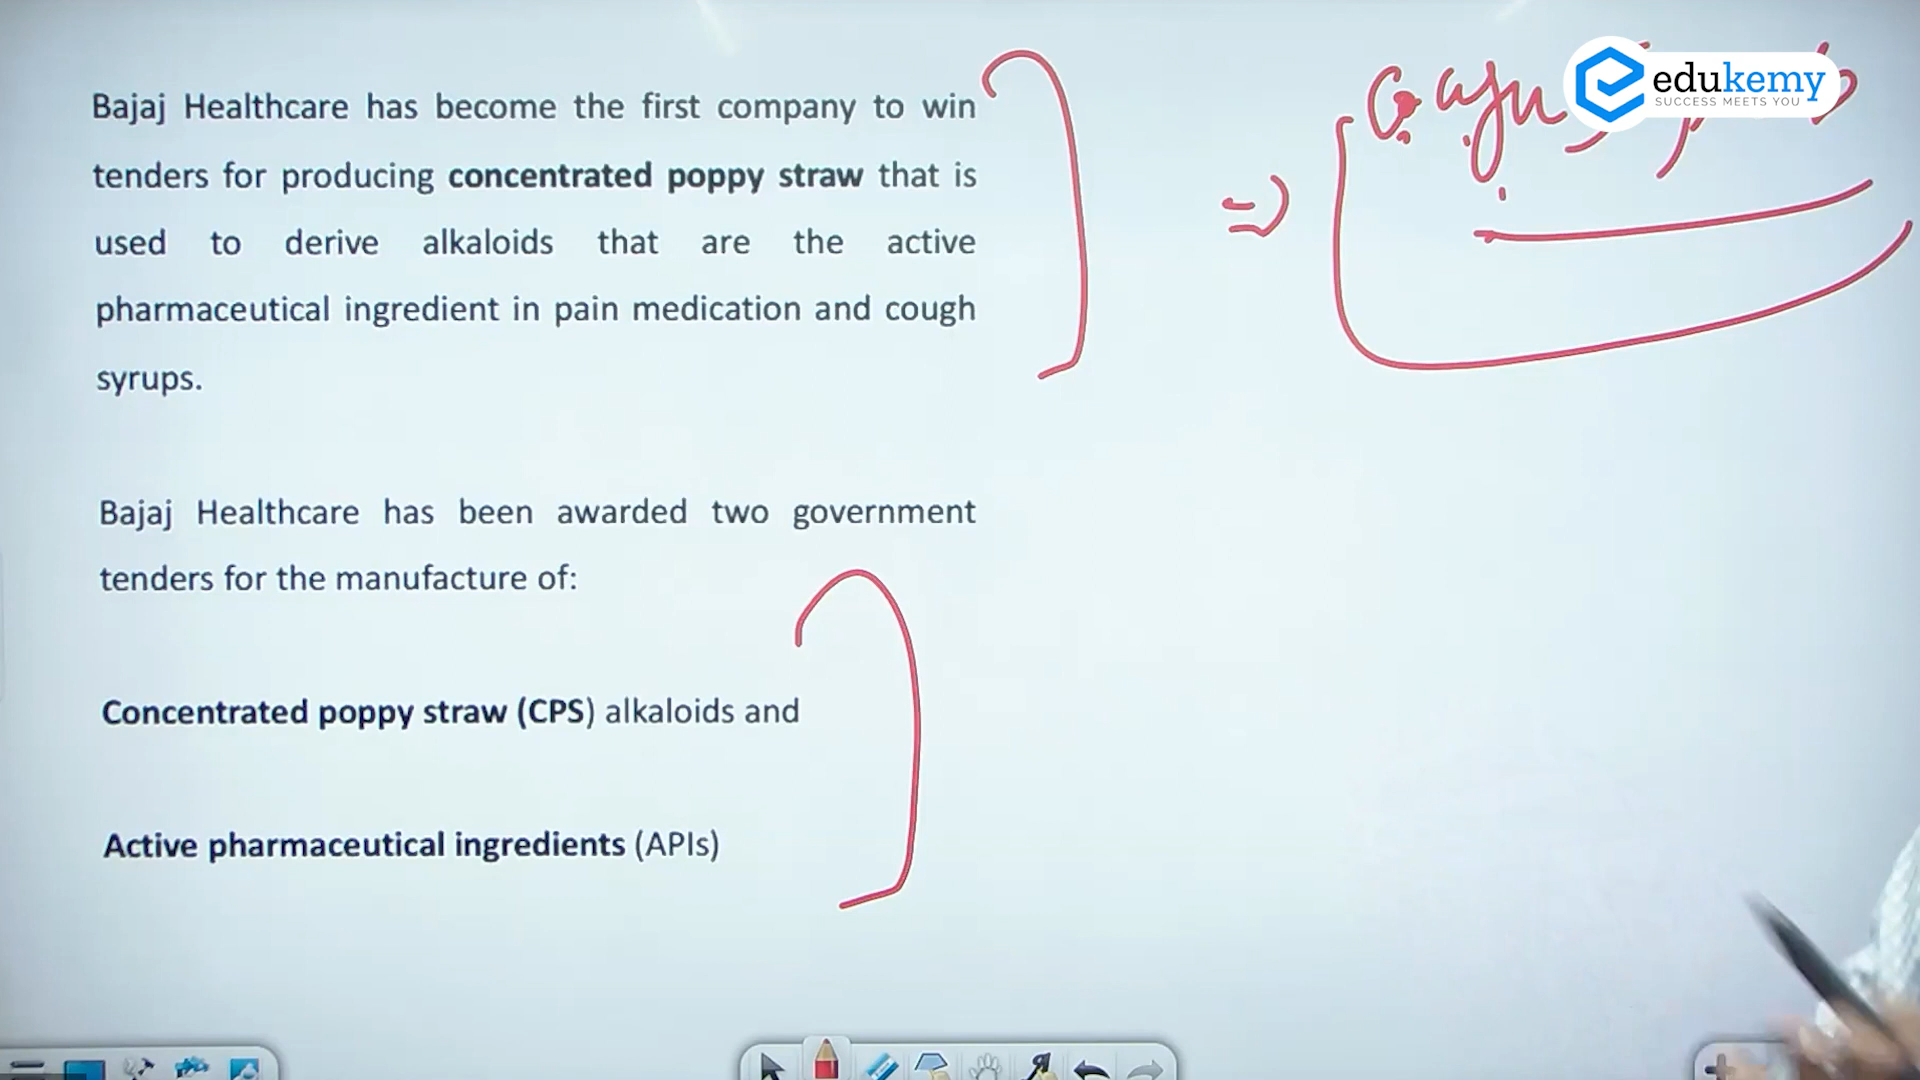 Bajaj Healthcare has become the first company to win
tenders for producing concentrated poppy straw that is
used to derive alkaloids that are the active
pharmaceutical ingredient in pain medication and cough
syrups.
Bajaj Healthcare has been awarded two government
tenders for the manufacture of:
Concentrated poppy straw (CPS) alkaloids and
Active pharmaceutical ingredients (APIs)
edukemy
SUCCESS MEETS YOU